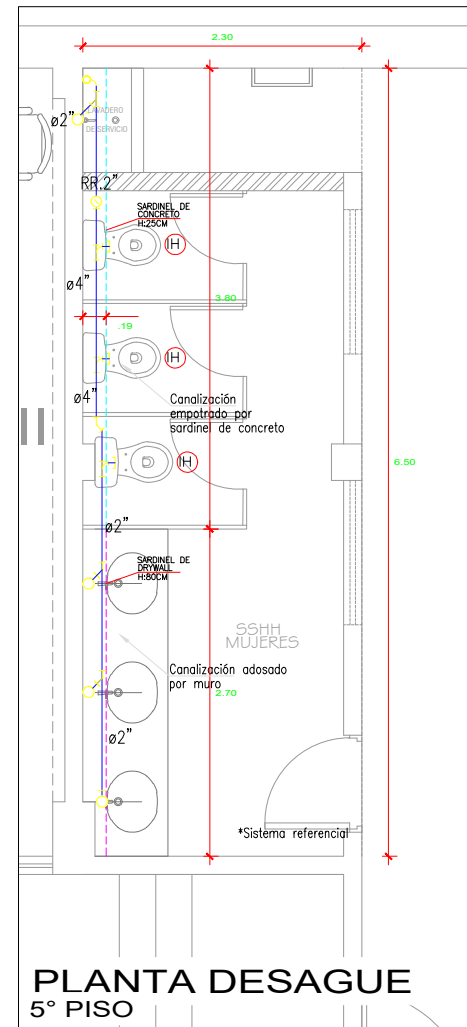 2.30
LAVADERO
DE SERVICIO
ø2"
RR.2"
SARDINEL DE
CONCRETO
H:25CM
IH
ø4"
3.80
.19
IH
ø4"
Canalización
empotrado por
sardinel de concreto
IH
6.50
ø2"
SARDINEL DE
DRYWALL
H:80CM
SSHH
MUJERES
Canalización adosado
por muro
2.70
ø2"
*Sistema referencial
PLANTA DESAGUE
5° PISO